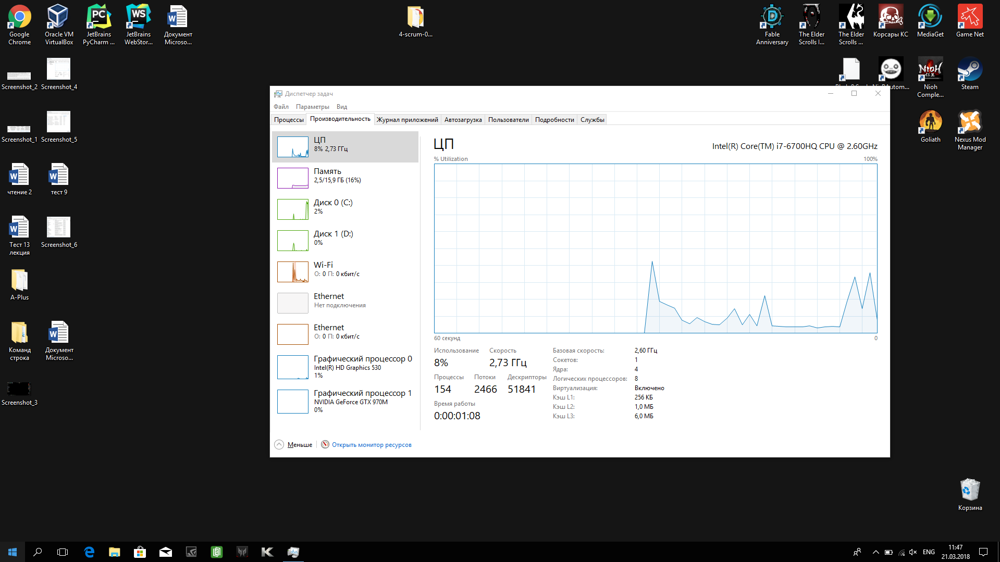 Google
Chrome
Oracle VM
VirtualBox
JetBrains
PyCharm ...
JetBrains
WebStor...
Документ
Microso...
4-scrum-0...
Fable
Anniversary
The Elder
Scrolls I...
The Elder
Scrolls ...
Корсары КС
MediaGet
Game Net
Screenshot_2
Screenshot_4
Nioh
Comple...
Steam
Screenshot_1
Screenshot_5
Goliath
Nexus Mod
Manager
чтение 2
тест 9
Тест 13
лекция
Screenshot_6
A-Plus
Команд
строка
Документ
Microso...
Screenshot_3
Корзина
Диспетчер задач
Файл Параметры Вид
Процессы Производительность Журнал приложений Автозагрузка Пользователи Подробности Службы
ЦП
8% 2,73 ГГц
Память
2,5/15,9 ГБ (16%)
Диск 0 (C:)
2%
Диск 1 (D:)
0%
Wi-Fi
О: 0 П: 0 кбит/с
Ethernet
Нет подключения
Ethernet
О: 0 П: 0 кбит/с
Графический процессор 0
Intel(R) HD Graphics 530
1%
Графический процессор 1
NVIDIA GeForce GTX 970M
0%
ЦП
Intel(R) Core(TM) i7-6700HQ CPU @ 2.60GHz
% Utilization 100%
60 секунд 0
Использование Скорость
8% 2,73 ГГц
Процессы Потоки Дескрипторы
154 2466 51841
Время работы
0:00:01:08
Базовая скорость: 2,60 ГГц
Сокетов: 1
Ядра: 4
Логических процессоров: 8
Виртуализация: Включено
Кэш L1: 256 КБ
Кэш L2: 1,0 МБ
Кэш L3: 6,0 МБ
Меньше Открыть монитор ресурсов
ENG
11:47
21.03.2018